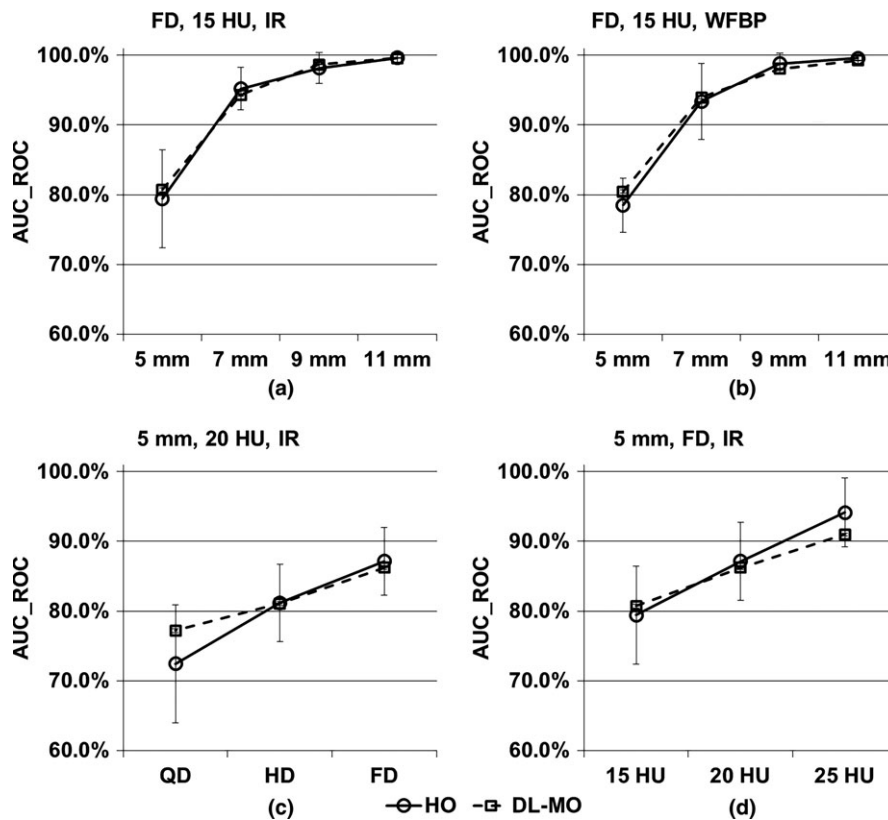 FD, 15 HU, IR
FD, 15 HU, WFBP
AUC_ROC
100.0%
90.0%
80.0%
70.0%
60.0%
5 mm 7 mm 9 mm 11 mm
(a)
AUC_ROC
100.0%
90.0%
80.0%
70.0%
60.0%
5 mm 7 mm 9 mm 11 mm
(b)
5 mm, 20 HU, IR
5 mm, FD, IR
AUC_ROC
100.0%
90.0%
80.0%
70.0%
60.0%
QD HD FD
(c)
AUC_ROC
100.0%
90.0%
80.0%
70.0%
60.0%
15 HU 20 HU 25 HU
(d)
HO DL-MO